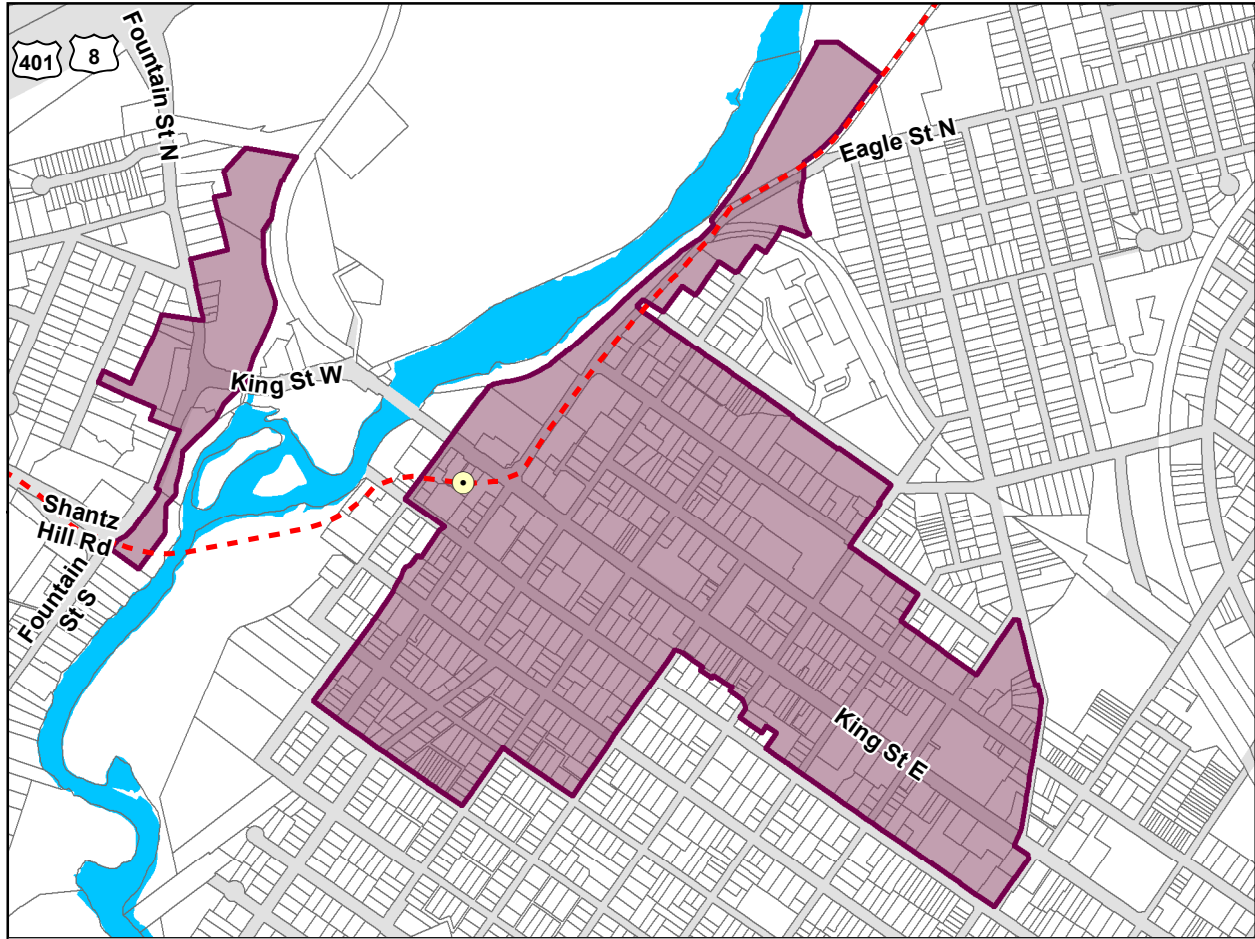 401
8
Fountain St N
Eagle St N
King St W
Shantz
Hill Rd
Fountain
St S
King St E